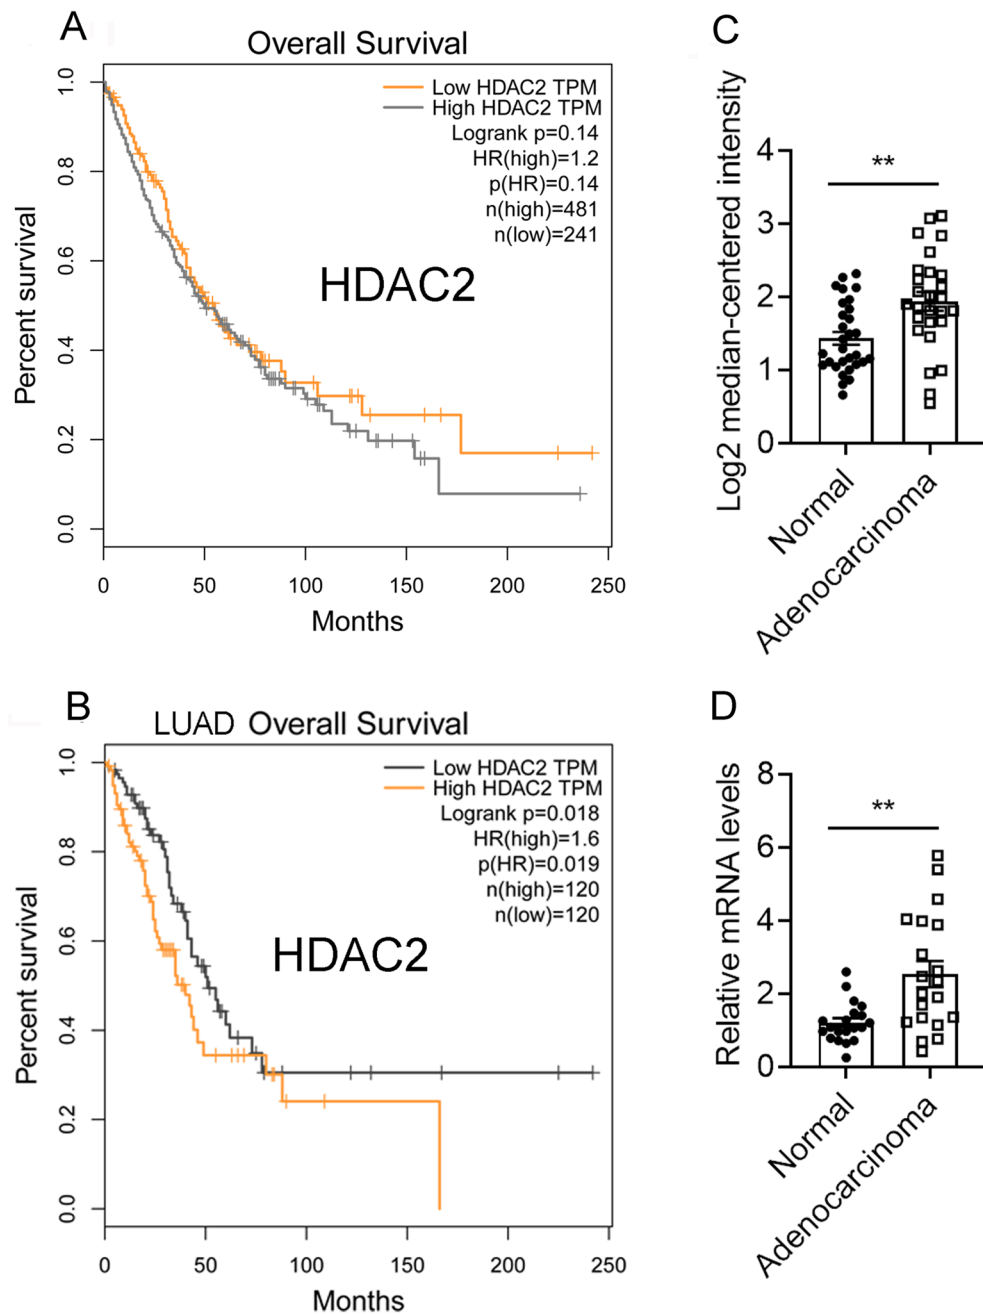 A
Overall Survival
Low HDAC2 TPM
High HDAC2 TPM
Logrank p=0.14
HR(high)=1.2
p(HR)=0.14
n(high)=481
n(low)=241
HDAC2
Percent survival
1.0
0.8
0.6
0.4
0.2
0.0
0 50 100 150 200 250
Months
C
Log2 median-centered intensity
**
4
3
2
1
0
Normal
Adenocarcinoma
B
LUAD Overall Survival
Low HDAC2 TPM
High HDAC2 TPM
Logrank p=0.018
HR(high)=1.6
p(HR)=0.019
n(high)=120
n(low)=120
HDAC2
Percent survival
1.0
0.8
0.6
0.4
0.2
0.0
0 50 100 150 200 250
Months
D
Relative mRNA levels
**
8
6
4
2
0
Normal
Adenocarcinoma